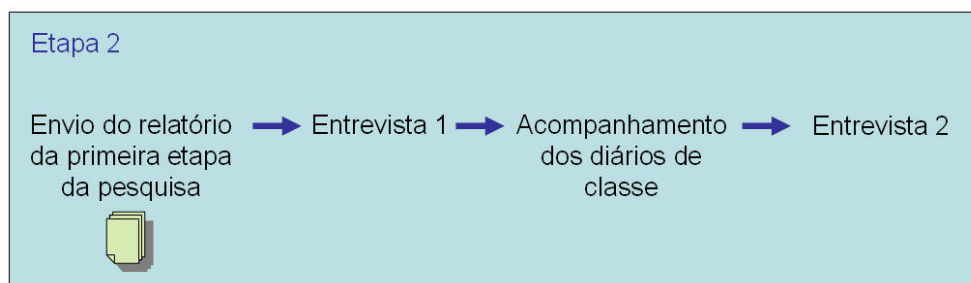 Etapa 2
Envio do relatório
da primeira etapa
da pesquisa
Entrevista 1
Acompanhamento
dos diários de
classe
Entrevista 2